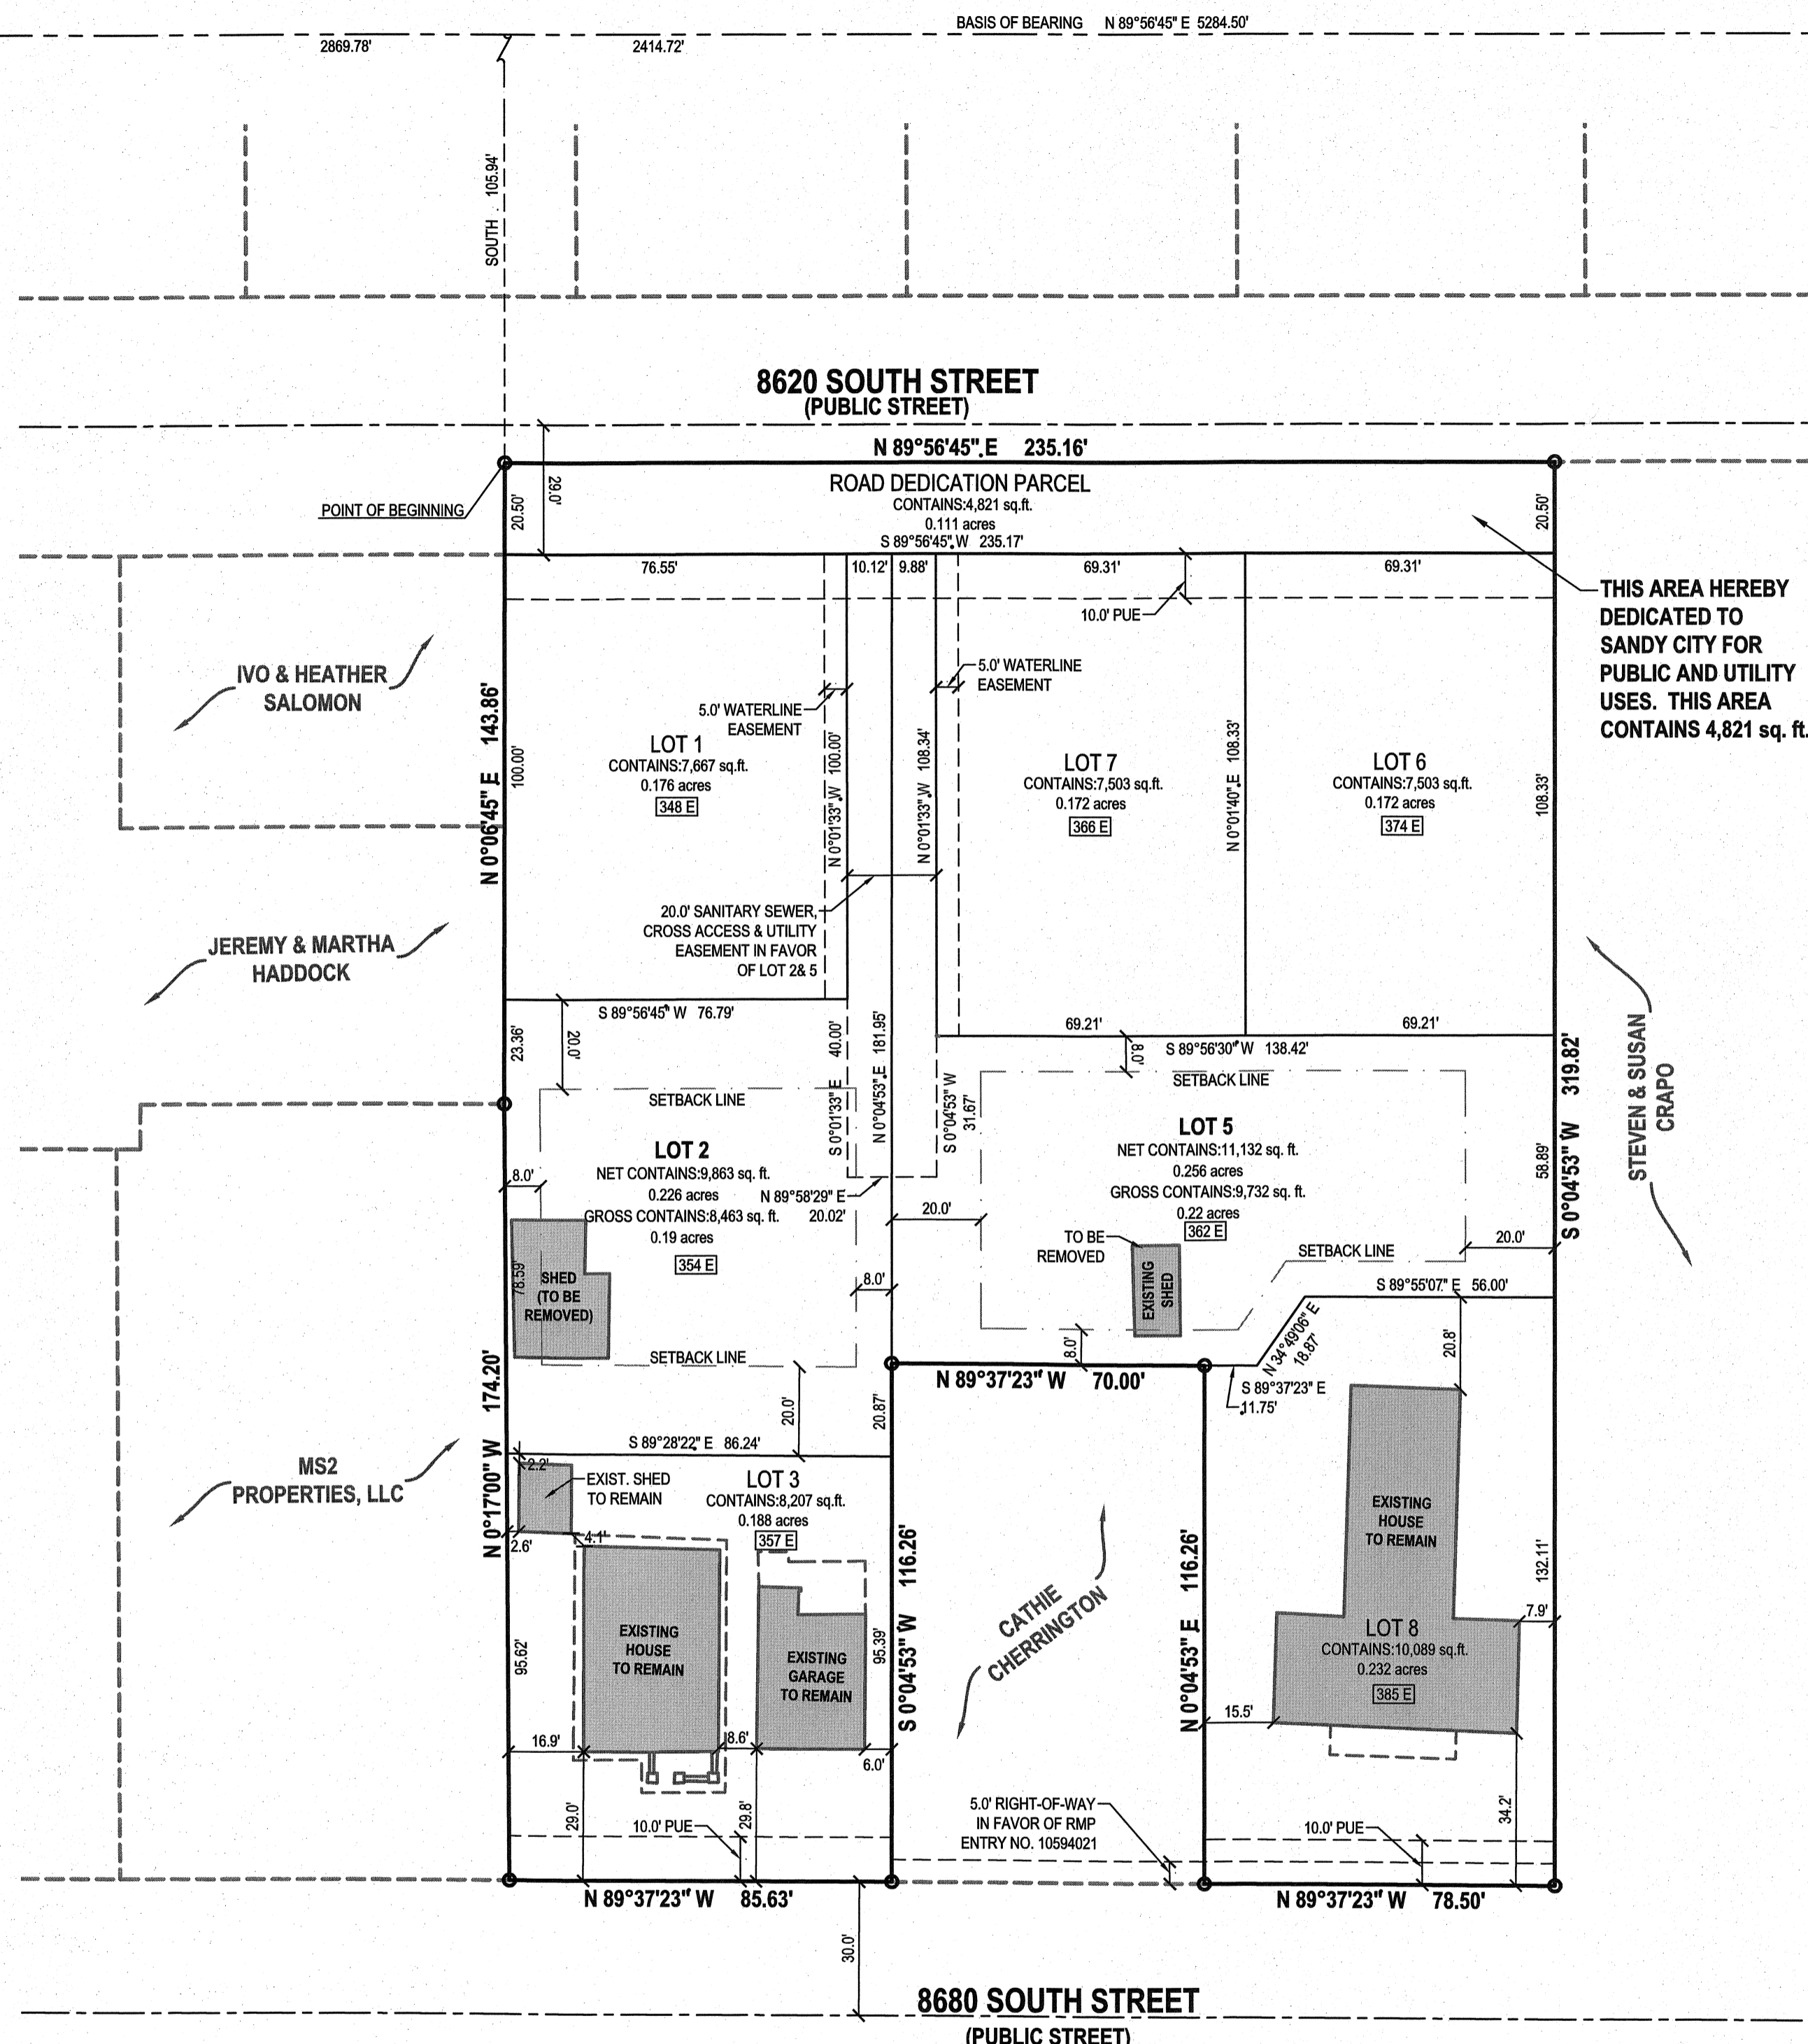 BASIS OF BEARING N 89°56'45" E 5284.50'
2869.78'
2414.72'
SOUTH 105.94'
8620 SOUTH STREET
(PUBLIC STREET)
N 89°56'45" E 235.16'
POINT OF BEGINNING
20.50'
29.0'
ROAD DEDICATION PARCEL
CONTAINS:4,821 sq.ft.
0.111 acres
S 89°56'45" W 235.17'
20.50'
76.55'
10.12'
9.88'
69.31'
69.31'
10.0' PUE
THIS AREA HEREBY
DEDICATED TO
SANDY CITY FOR
PUBLIC AND UTILITY
USES. THIS AREA
CONTAINS 4,821 sq. ft.
IVO & HEATHER
SALOMON
N 0°06'45" E 143.86'
100.00'
5.0' WATERLINE
EASEMENT
5.0' WATERLINE
EASEMENT
LOT 1
CONTAINS:7,667 sq.ft.
0.176 acres
348 E
N 0°01'33" W 100.00'
N 0°01'33" W 108.34'
LOT 7
CONTAINS:7,503 sq.ft.
0.172 acres
366 E
N 0°01'40" E 108.33'
LOT 6
CONTAINS:7,503 sq.ft.
0.172 acres
374 E
108.33'
20.0' SANITARY SEWER,
CROSS ACCESS & UTILITY
EASEMENT IN FAVOR
OF LOT 2& 5
JEREMY & MARTHA
HADDOCK
STEVEN & SUSAN
CRAPO
S 89°56'45" W 76.79'
23.36'
20.0'
S 0°01'33" E 40.00'
N 0°04'53" E 181.95'
S 0°04'53" W
31.67'
69.21'
69.21'
8.0'
S 89°56'30" W 138.42'
SETBACK LINE
SETBACK LINE
S 0°04'53" W 319.82'
LOT 2
NET CONTAINS:9,863 sq. ft.
0.226 acres
GROSS CONTAINS:8,463 sq. ft.
0.19 acres
354 E
N 89°58'29" E
20.02'
8.0'
LOT 5
NET CONTAINS:11,132 sq. ft.
0.256 acres
GROSS CONTAINS:9,732 sq. ft.
0.22 acres
362 E
58.89'
20.0'
TO BE
REMOVED
EXISTING
SHED
SETBACK LINE
20.0'
78.59'
SHED
(TO BE
REMOVED)
8.0'
S 89°55'07" E 56.00'
N 34°49'06" E
18.87'
20.8'
SETBACK LINE
8.0'
N 89°37'23" W 70.00'
S 89°37'23" E
11.75'
N 0°17'00" W 174.20'
20.0'
20.87'
S 89°28'22" E 86.24'
MS2
PROPERTIES, LLC
2.2'
EXIST. SHED
TO REMAIN
LOT 3
CONTAINS:8,207 sq.ft.
0.188 acres
357 E
2.6'
4.1'
S 0°04'53" W 116.26'
N 0°04'53" E 116.26'
EXISTING
HOUSE
TO REMAIN
132.11'
7.9'
CATHIE
CHERRINGTON
95.62'
EXISTING
HOUSE
TO REMAIN
EXISTING
GARAGE
TO REMAIN
95.39'
LOT 8
CONTAINS:10,089 sq.ft.
0.232 acres
385 E
15.5'
16.9'
8.6'
6.0'
29.0'
29.8'
10.0' PUE
5.0' RIGHT-OF-WAY
IN FAVOR OF RMP
ENTRY NO. 10594021
10.0' PUE
34.2'
N 89°37'23" W 85.63'
N 89°37'23" W 78.50'
30.0'
8680 SOUTH STREET
(PUBLIC STREET)